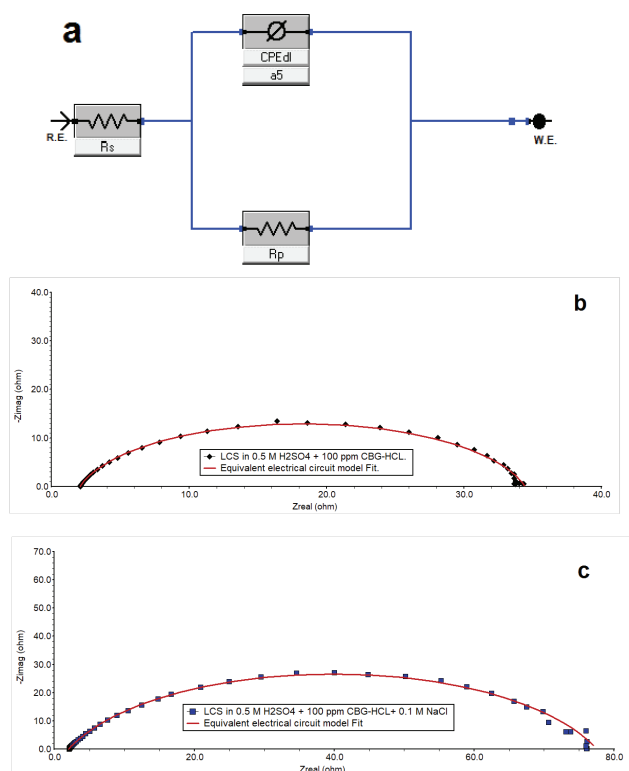 a
CPEdl
a5
R.E.
Rs
W.E.
Rp
b
40.0
30.0
20.0
10.0
0.0
-Zimag (ohm)
LCS in 0.5 M H2SO4 + 100 ppm CBG-HCL.
Equivalent electrical circuit model Fit.
0.0 10.0 20.0 30.0 40.0
Zreal (ohm)
c
70.0
60.0
50.0
40.0
30.0
20.0
10.0
0.0
-Zimag (ohm)
LCS in 0.5 M H2SO4 + 100 ppm CBG-HCL+ 0.1 M NaCl
Equivalent electrical circuit model Fit
0.0 20.0 40.0 60.0 80.0
Zreal (ohm)